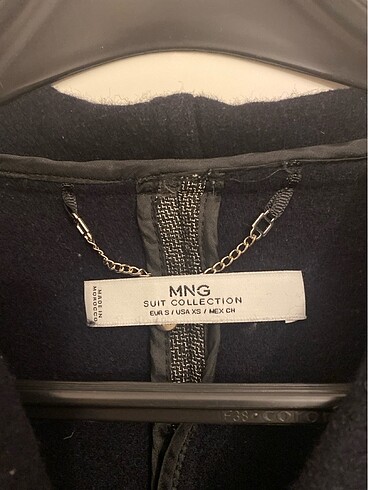 MNG
SUIT COLLECTION
EUR S / USA XS / MEX CH
MADE IN
MOROCCO